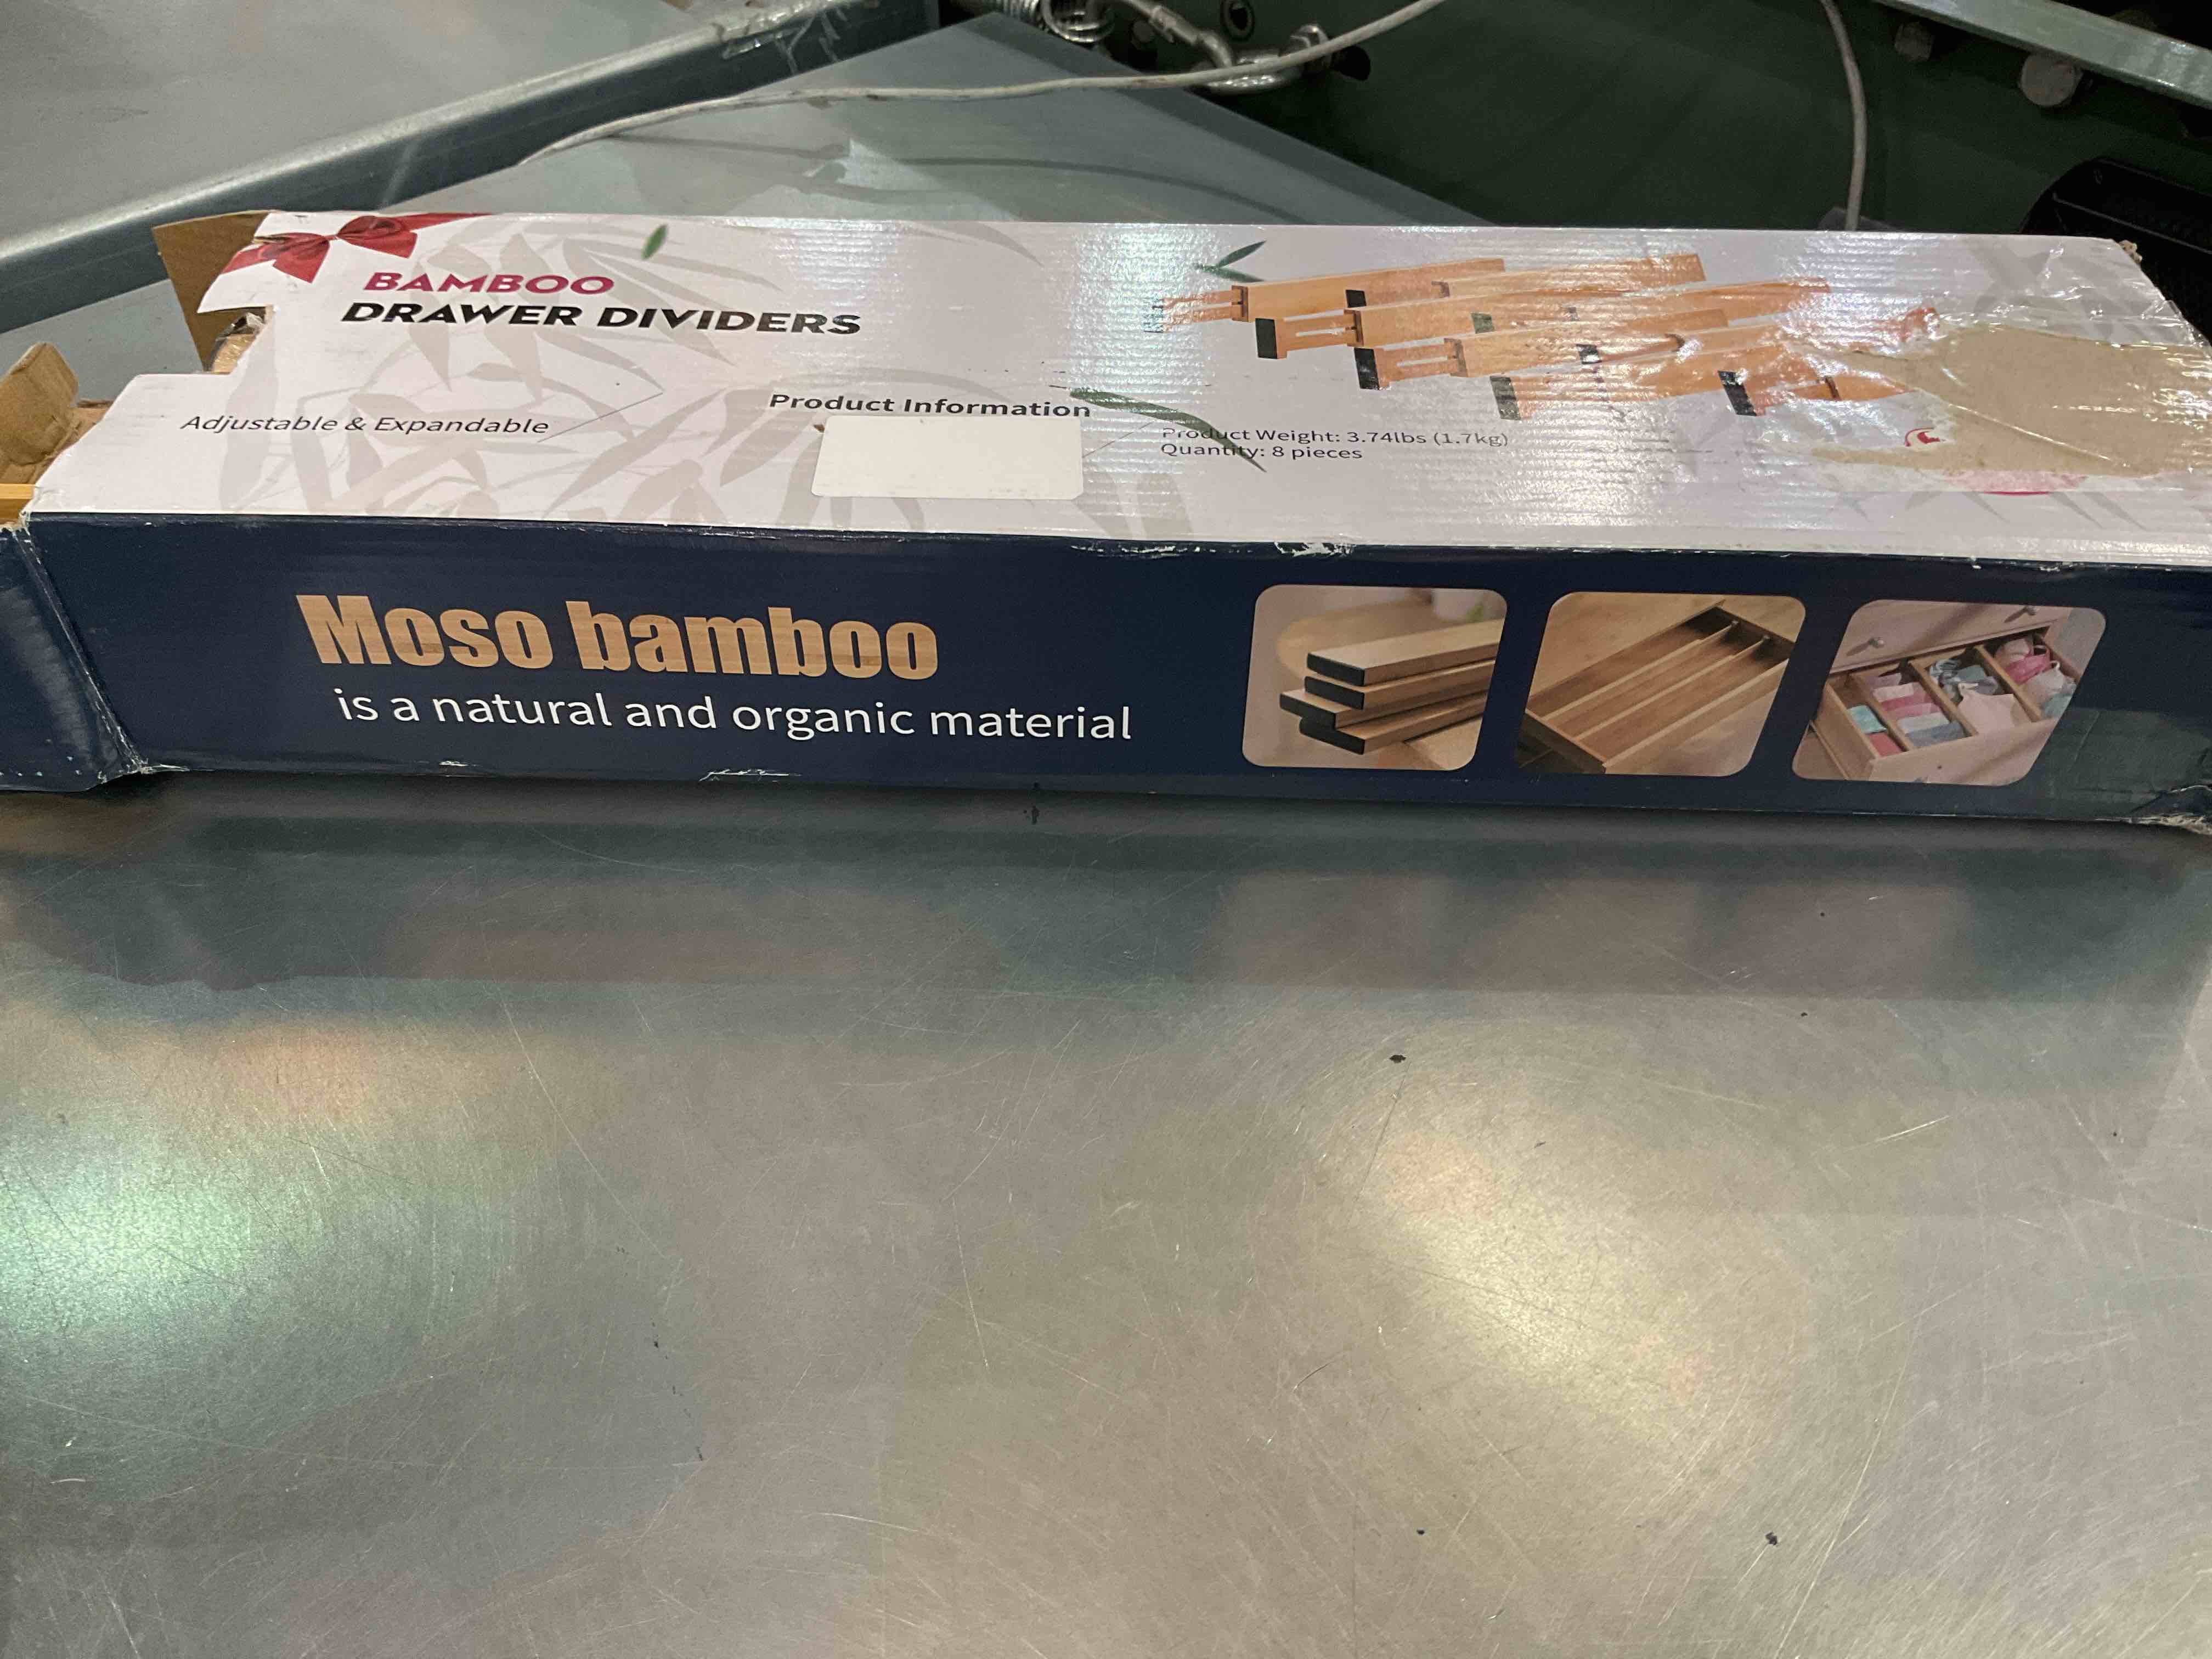 BAMBOO
DRAWER DIVIDERS
Adjustable & Expandable
Product Information
Product Weight: 3.74lbs (1.7kg)
Quantity: 8 pieces
Moso bamboo
is a natural and organic material